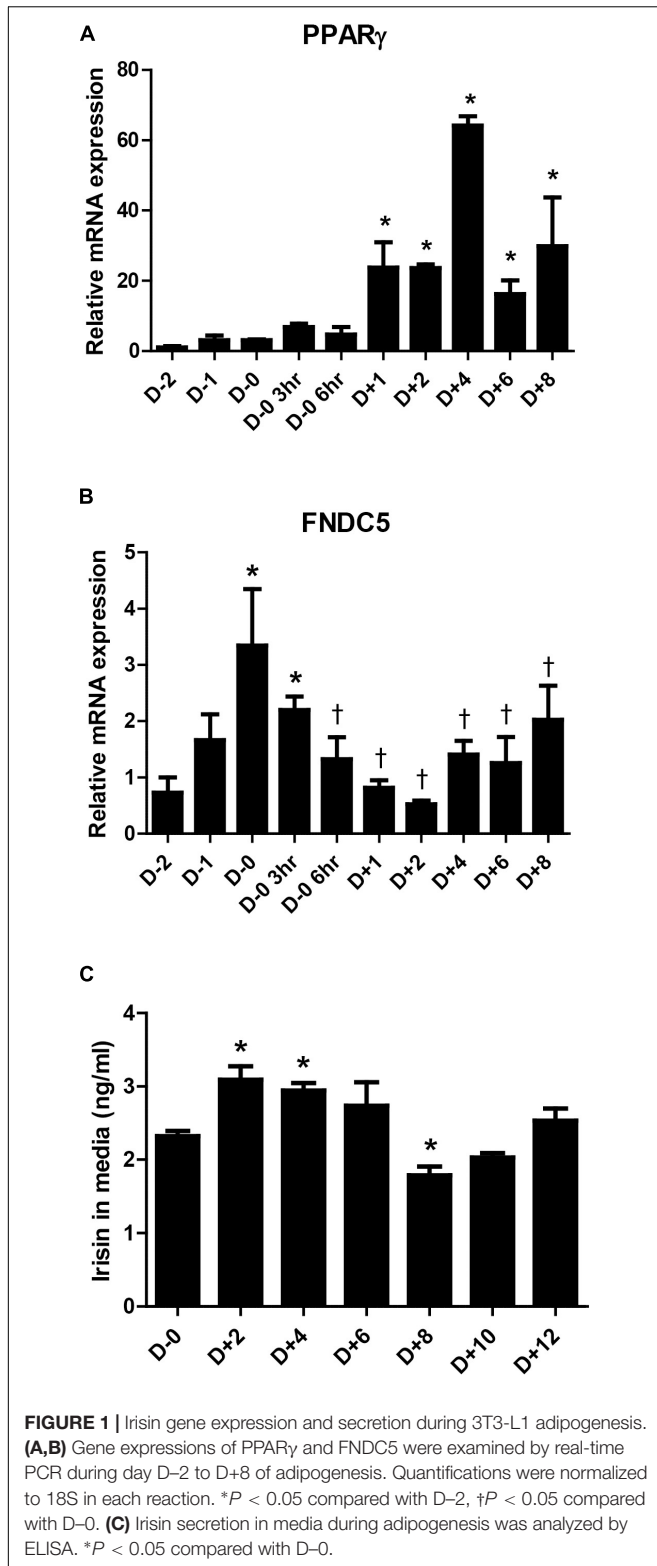 A
PPARγ
Relative mRNA expression
80
60
40
20
0
* * * * *
D-2 D-1 D-0 D-0 3hr D-0 6hr D+1 D+2 D+4 D+6 D+8
B
FNDC5
Relative mRNA expression
5
4
3
2
1
0
* * † † † † † †
D-2 D-1 D-0 D-0 3hr D-0 6hr D+1 D+2 D+4 D+6 D+8
C
Irisin in media (ng/ml)
4
3
2
1
0
* * *
D-0 D+2 D+4 D+6 D+8 D+10 D+12
FIGURE 1 | Irisin gene expression and secretion during 3T3-L1 adipogenesis.
(A,B) Gene expressions of PPARγ and FNDC5 were examined by real-time
PCR during day D–2 to D+8 of adipogenesis. Quantifications were normalized
to 18S in each reaction. *P < 0.05 compared with D–2, †P < 0.05 compared
with D–0. (C) Irisin secretion in media during adipogenesis was analyzed by
ELISA. *P < 0.05 compared with D–0.